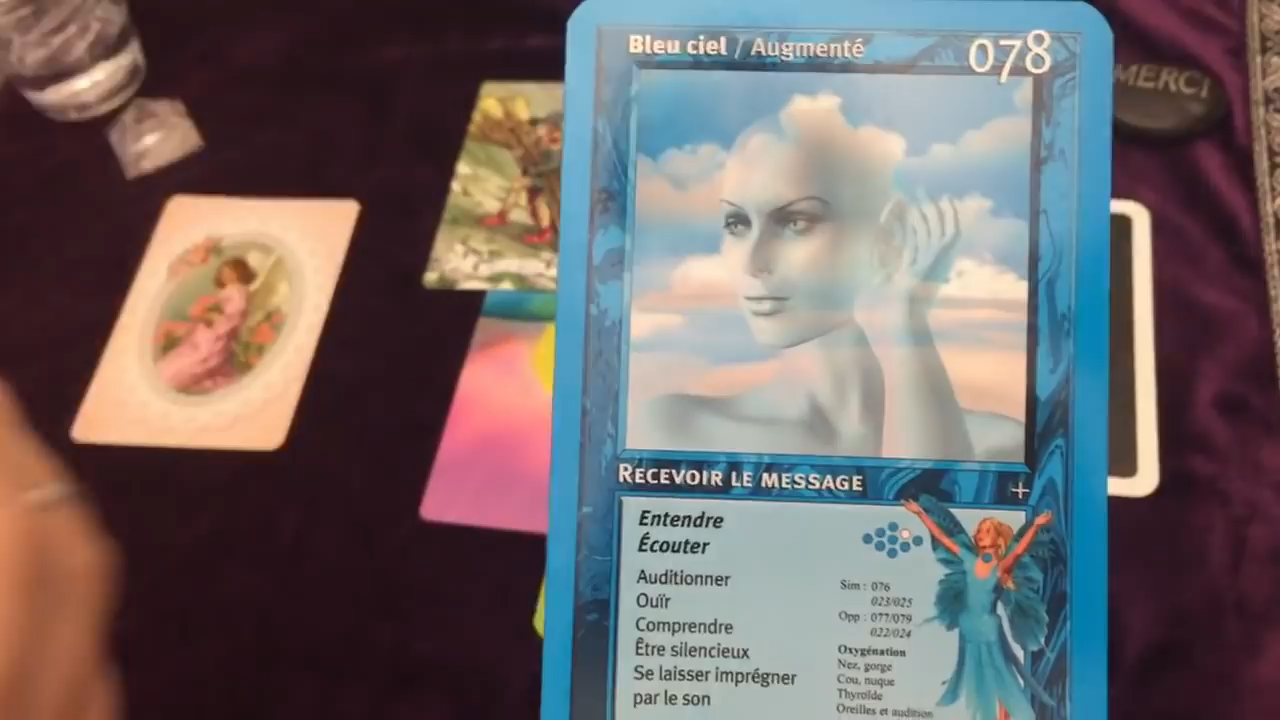 Bleu ciel / Augmenté
078
MERCI
RECEVOIR LE MESSAGE
+
Entendre
Écouter
Auditionner
Ouïr
Comprendre
Être silencieux
Se laisser imprégner
par le son
Sim : 076
023/025
Opp : 077/079
022/024
Oxygénation
Nez, gorge
Cou, nuque
Thyroïde
Oreilles et audition